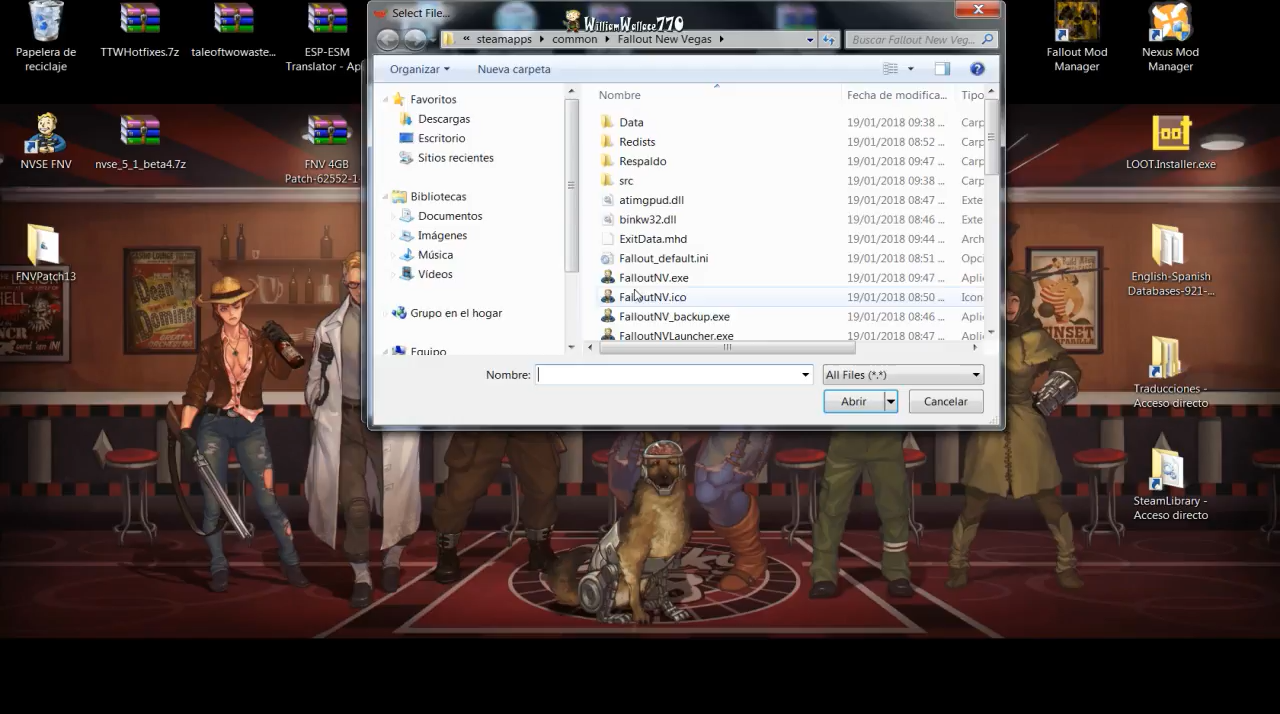 Select File...
WilliamWallace770
« steamapps
common
Fallout New Vegas
Buscar Fallout New Veg...
Organizar
Nueva carpeta
Favoritos
Descargas
Escritorio
Sitios recientes
Bibliotecas
Documentos
Imágenes
Música
Vídeos
Grupo en el hogar
Equipo
Nombre
Fecha de modifica...
Tipo
Data
19/01/2018 09:38 ...
Carp
Redists
19/01/2018 08:52 ...
Carp
Respaldo
19/01/2018 09:47 ...
Carp
src
19/01/2018 09:38 ...
Carp
atimgpud.dll
19/01/2018 08:47 ...
Exte
binkw32.dll
19/01/2018 08:46 ...
Exte
ExitData.mhd
19/01/2018 09:44 ...
Arch
Fallout_default.ini
19/01/2018 08:51 ...
Opci
FalloutNV.exe
19/01/2018 09:47 ...
Aplic
FalloutNV.ico
19/01/2018 08:50 ...
Icon
FalloutNV_backup.exe
19/01/2018 08:46 ...
Aplic
FalloutNVLauncher.exe
19/01/2018 08:47 ...
Aplic
Nombre:
All Files (*.*)
Abrir
Cancelar
Papelera de
reciclaje
TTWHotfixes.7z
taleoftwowaste...
ESP-ESM
Translator - Ap
NVSE FNV
nvse_5_1_beta4.7z
FNV 4GB
Patch-62552-1-
FNVPatch13
Fallout Mod
Manager
Nexus Mod
Manager
LOOT.Installer.exe
English-Spanish
Databases-921-...
Traducciones -
Acceso directo
SteamLibrary -
Acceso directo
SUNSET